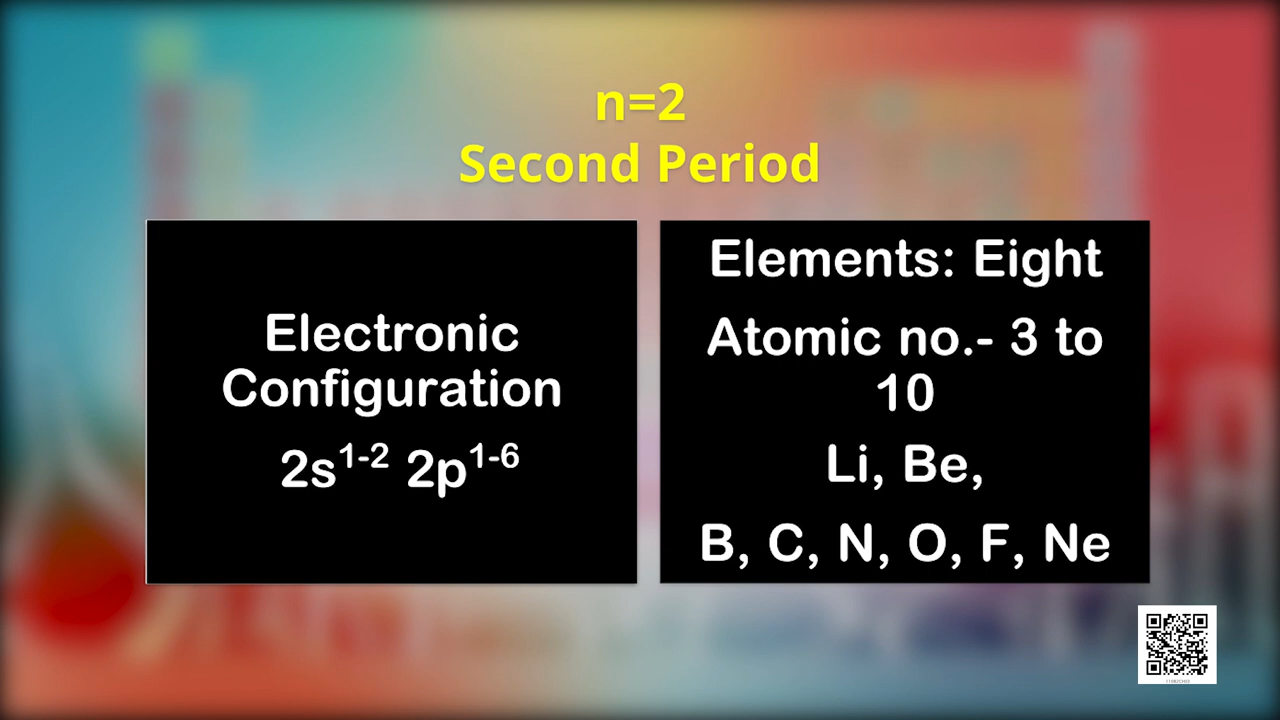 n=2
Second Period
Electronic
Configuration
2s¹⁻² 2p¹⁻⁶
Elements: Eight
Atomic no.- 3 to
10
Li, Be,
B, C, N, O, F, Ne